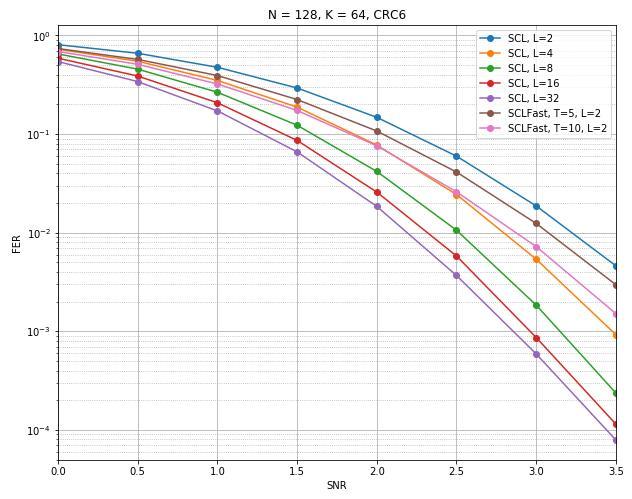 N = 128, K = 64, CRC6
SCL, L=2
SCL, L=4
SCL, L=8
SCL, L=16
SCL, L=32
SCLFast, T=5, L=2
SCLFast, T=10, L=2
10⁰
10⁻¹
10⁻²
10⁻³
10⁻⁴
FER
0.0 0.5 1.0 1.5 2.0 2.5 3.0 3.5
SNR